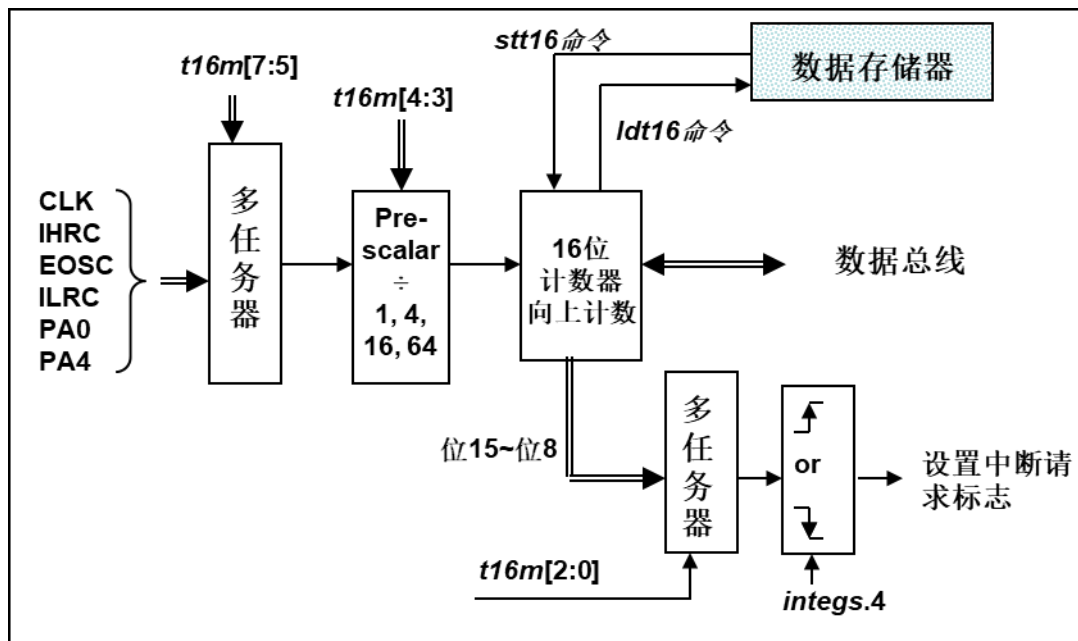 stt16命令
数据存储器
t16m[7:5]
t16m[4:3]
ldt16命令
CLK
IHRC
EOSC
ILRC
PA0
PA4
多
任
务
器
Pre-
scalar
÷
1, 4,
16, 64
16位
计数器
向上计数
数据总线
位15~位8
多
任
务
器
or
设置中断请
求标志
t16m[2:0]
integs.4